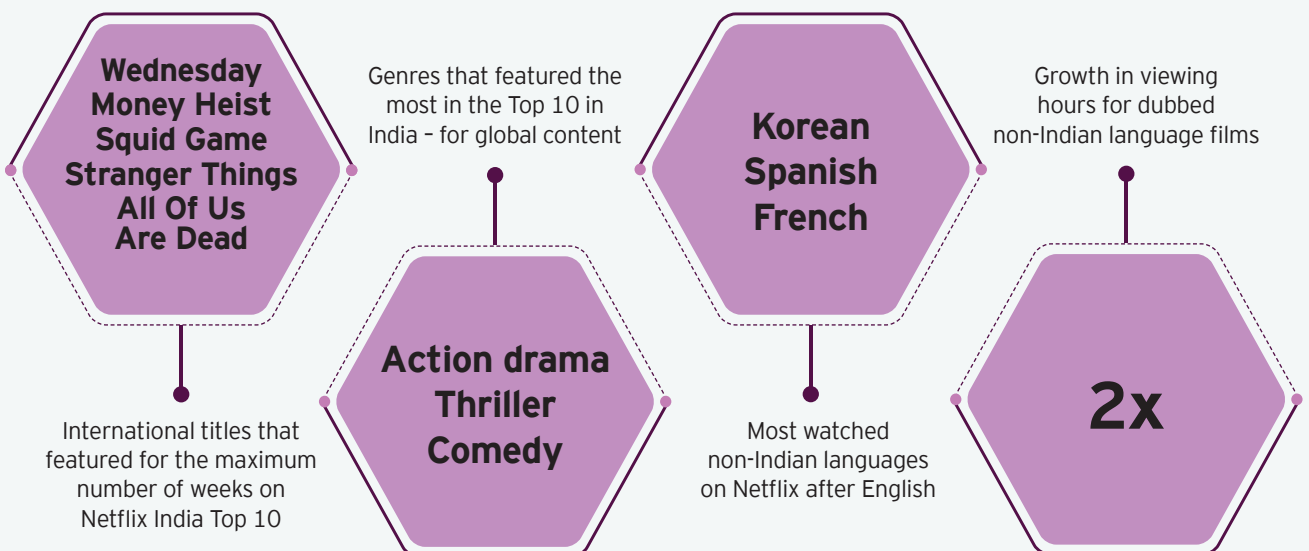 Wednesday
Money Heist
Squid Game
Stranger Things
All Of Us
Are Dead
International titles that
featured for the maximum
number of weeks on
Netflix India Top 10
Genres that featured the
most in the Top 10 in
India – for global content
Action drama
Thriller
Comedy
Korean
Spanish
French
Most watched
non-Indian languages
on Netflix after English
Growth in viewing
hours for dubbed
non-Indian language films
2x